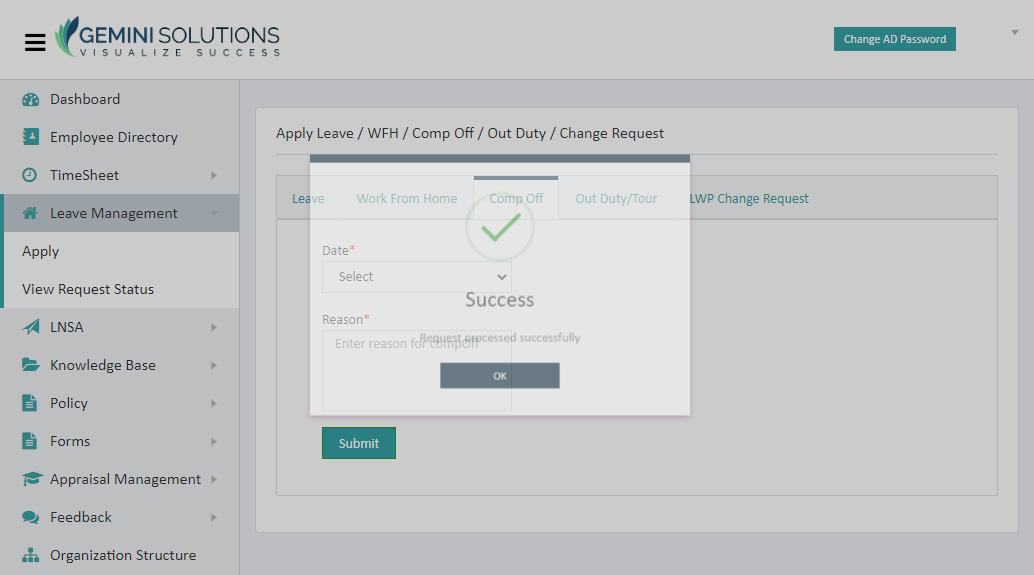 GEMINI SOLUTIONS
VISUALIZE SUCCESS
Change AD Password
Dashboard
Employee Directory
TimeSheet
Leave Management
Apply
View Request Status
LNSA
Knowledge Base
Policy
Forms
Appraisal Management
Feedback
Organization Structure
Apply Leave / WFH / Comp Off / Out Duty / Change Request
Leave Work From Home Comp Off Out Duty/Tour LWP Change Request
Date*
Select
Reason*
Enter reason for compOff
Submit
Success
Request processed successfully
OK